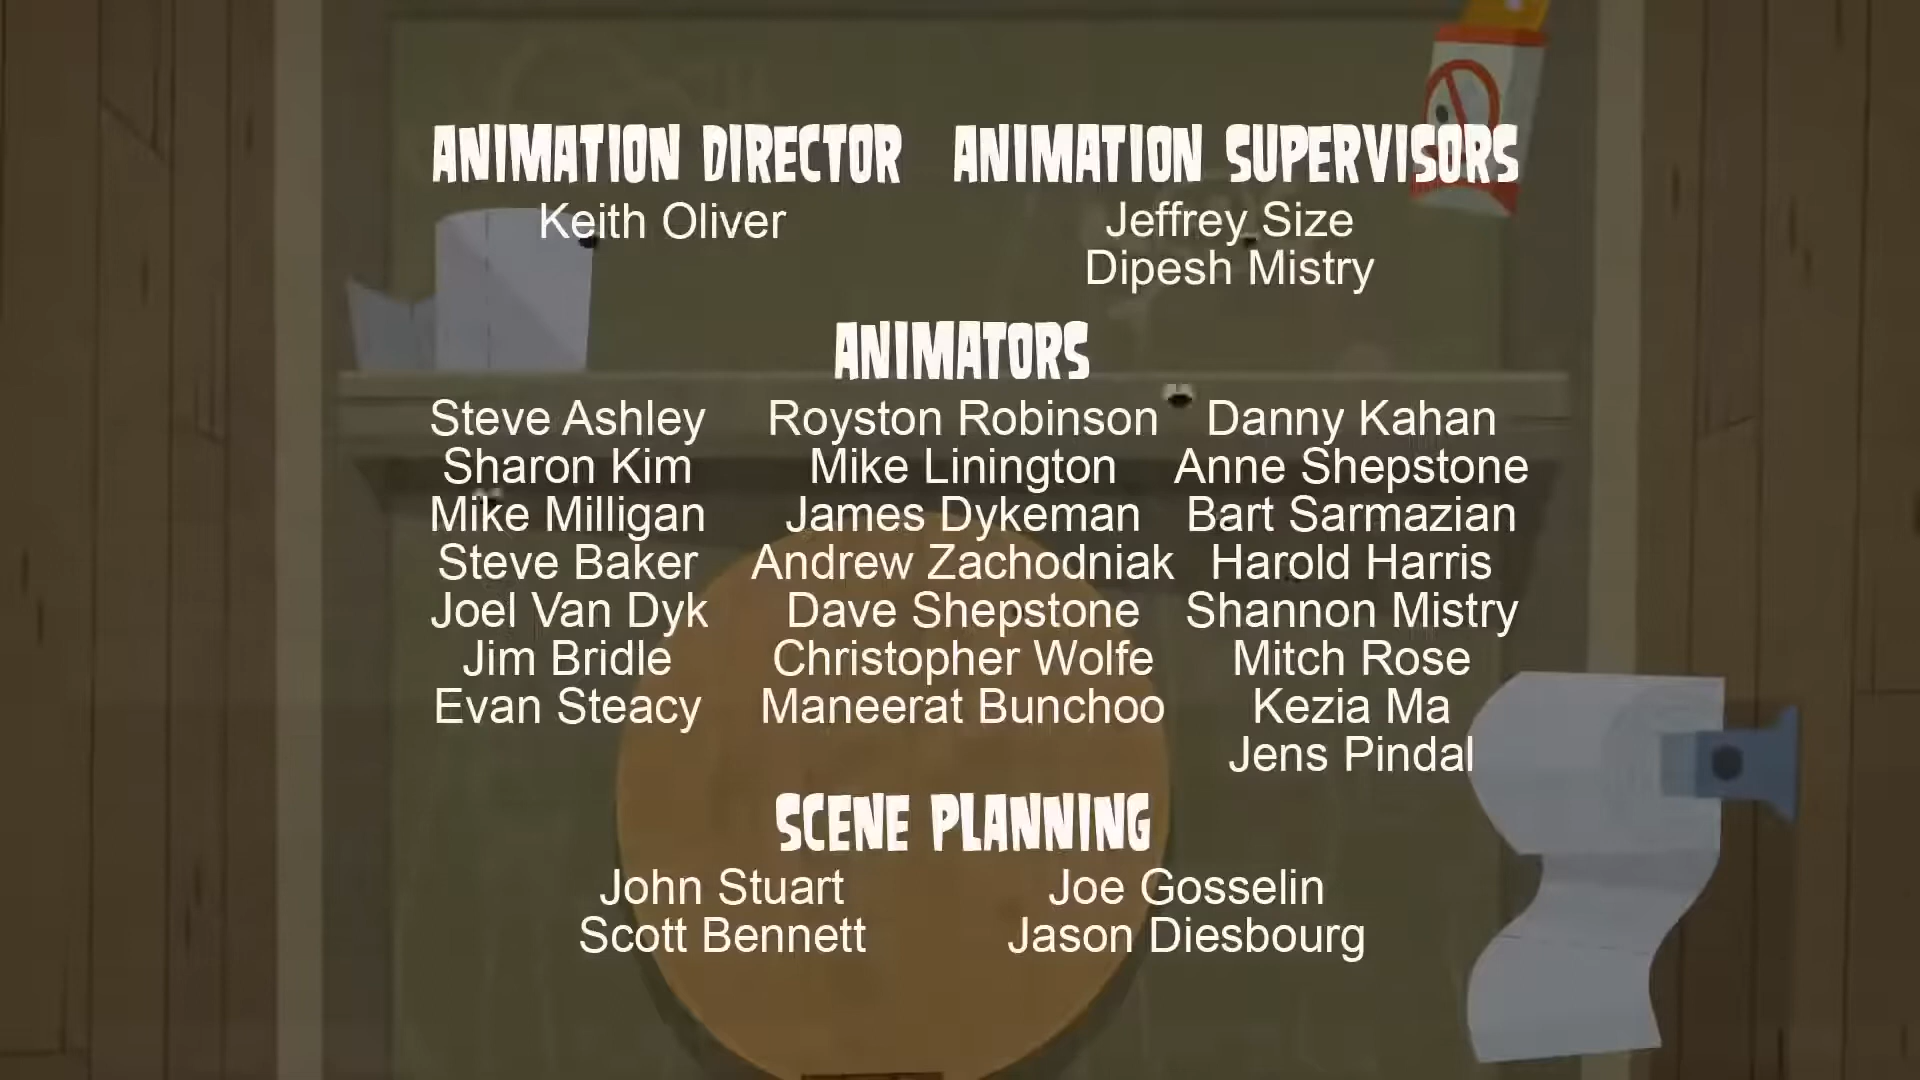 ANIMATION DIRECTOR
Keith Oliver
ANIMATION SUPERVISORS
Jeffrey Size
Dipesh Mistry
ANIMATORS
Steve Ashley
Sharon Kim
Mike Milligan
Steve Baker
Joel Van Dyk
Jim Bridle
Evan Steacy
Royston Robinson
Mike Linington
James Dykeman
Andrew Zachodniak
Dave Shepstone
Christopher Wolfe
Maneerat Bunchoo
Danny Kahan
Anne Shepstone
Bart Sarmazian
Harold Harris
Shannon Mistry
Mitch Rose
Kezia Ma
Jens Pindal
SCENE PLANNING
John Stuart
Scott Bennett
Joe Gosselin
Jason Diesbourg